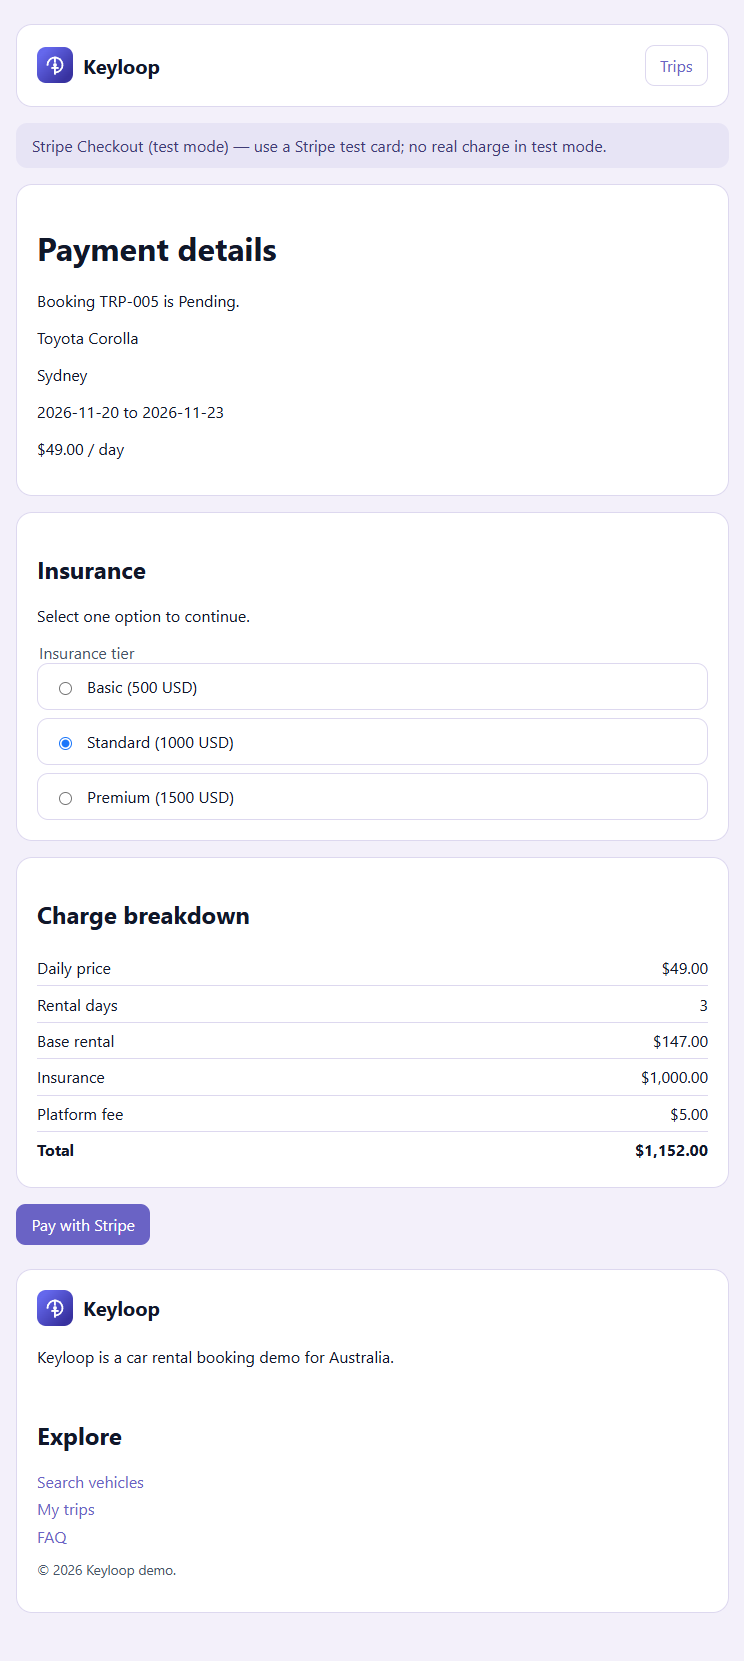 Keyloop
Trips
Stripe Checkout (test mode) — use a Stripe test card; no real charge in test mode.
Payment details
Booking TRP-005 is Pending.
Toyota Corolla
Sydney
2026-11-20 to 2026-11-23
$49.00 / day
Insurance
Select one option to continue.
Insurance tier
Basic (500 USD)
Standard (1000 USD)
Premium (1500 USD)
Charge breakdown
Daily price $49.00
Rental days 3
Base rental $147.00
Insurance $1,000.00
Platform fee $5.00
Total $1,152.00
Pay with Stripe
Keyloop
Keyloop is a car rental booking demo for Australia.
Explore
Search vehicles
My trips
FAQ
© 2026 Keyloop demo.